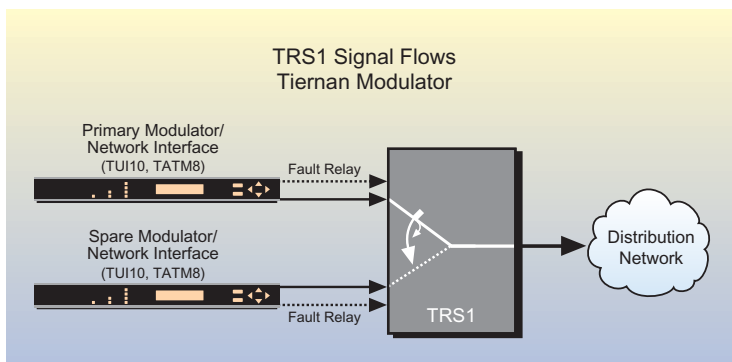 TRS1 Signal Flows
Tiernan Modulator
Primary Modulator/
Network Interface
(TUI10, TATM8)
Fault Relay
Spare Modulator/
Network Interface
(TUI10, TATM8)
Fault Relay
TRS1
Distribution
Network